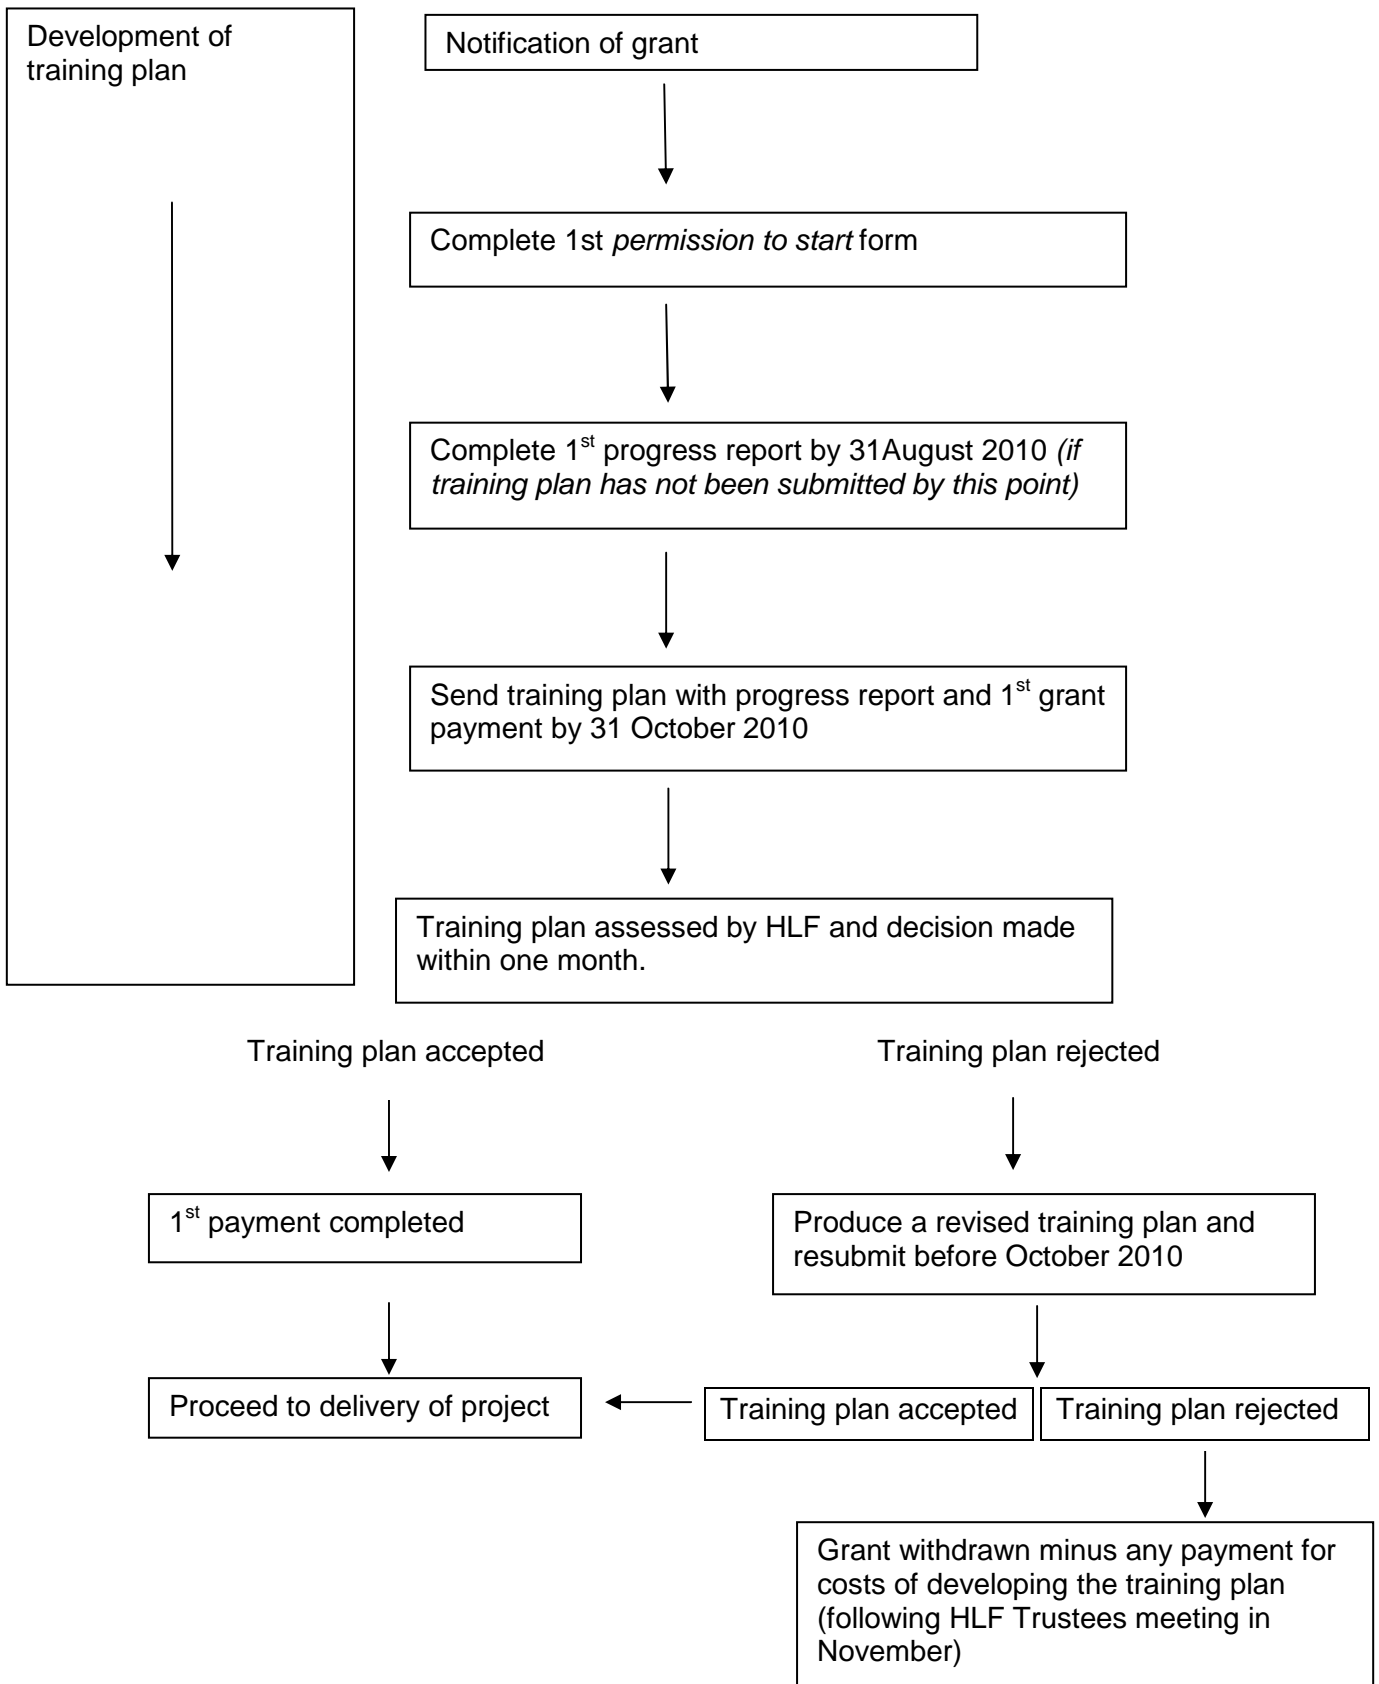 Development of
training plan
Notification of grant
Complete 1st permission to start form
Complete 1st progress report by 31August 2010 (if
training plan has not been submitted by this point)
Send training plan with progress report and 1st grant
payment by 31 October 2010
Training plan assessed by HLF and decision made
within one month.
Training plan accepted
Training plan rejected
1st payment completed
Produce a revised training plan and
resubmit before October 2010
Proceed to delivery of project
Training plan accepted
Training plan rejected
Grant withdrawn minus any payment for
costs of developing the training plan
(following HLF Trustees meeting in
November)